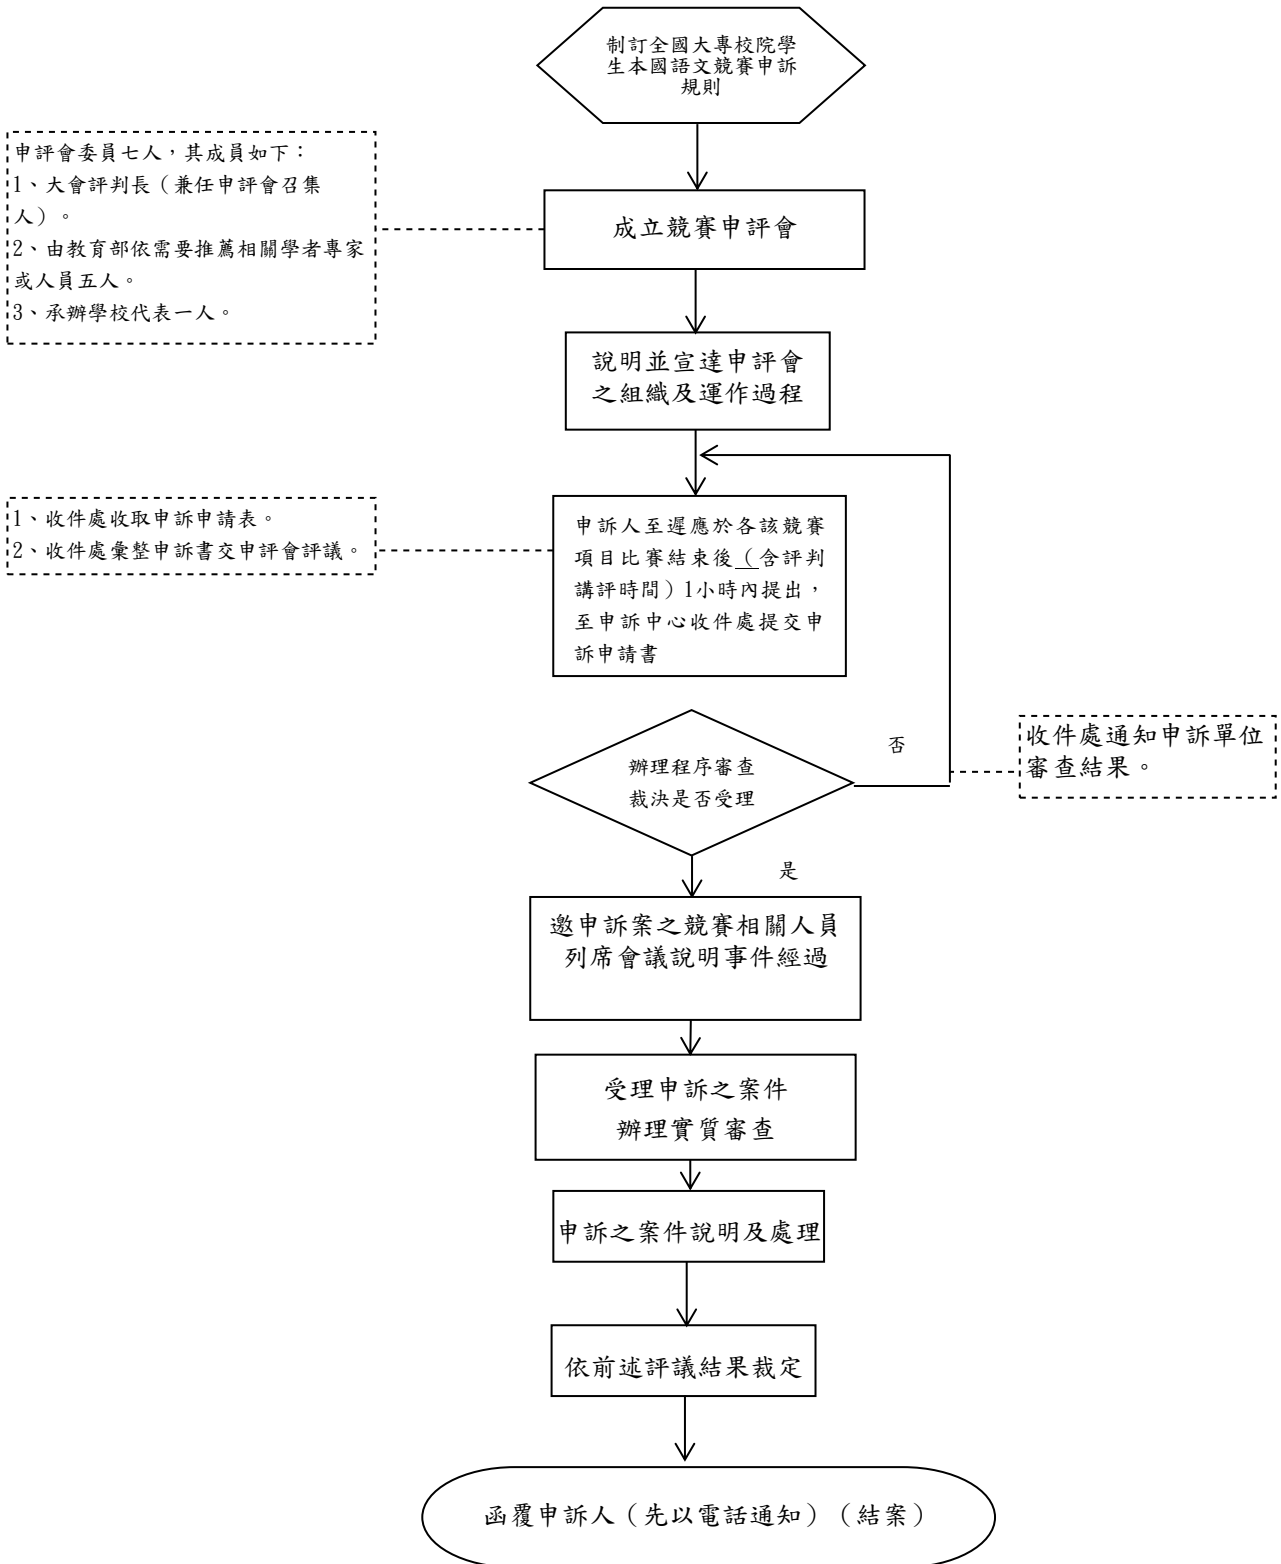 制訂全國大專校院學
生本國語文競賽申訴
規則
申評會委員七人，其成員如下：
1、大會評判長（兼任申評會召集
人）。
2、由教育部依需要推薦相關學者專家
或人員五人。
3、承辦學校代表一人。
成立競賽申評會
說明並宣達申評會
之組織及運作過程
1、收件處收取申訴申請表。
2、收件處彙整申訴書交申評會評議。
申訴人至遲應於各該競賽
項目比賽結束後（含評判
講評時間）1小時內提出，
至申訴中心收件處提交申
訴申請書
辦理程序審查
裁決是否受理
否
收件處通知申訴單位
審查結果。
是
邀申訴案之競賽相關人員
列席會議說明事件經過
受理申訴之案件
辦理實質審查
申訴之案件說明及處理
依前述評議結果裁定
函覆申訴人（先以電話通知）（結案）